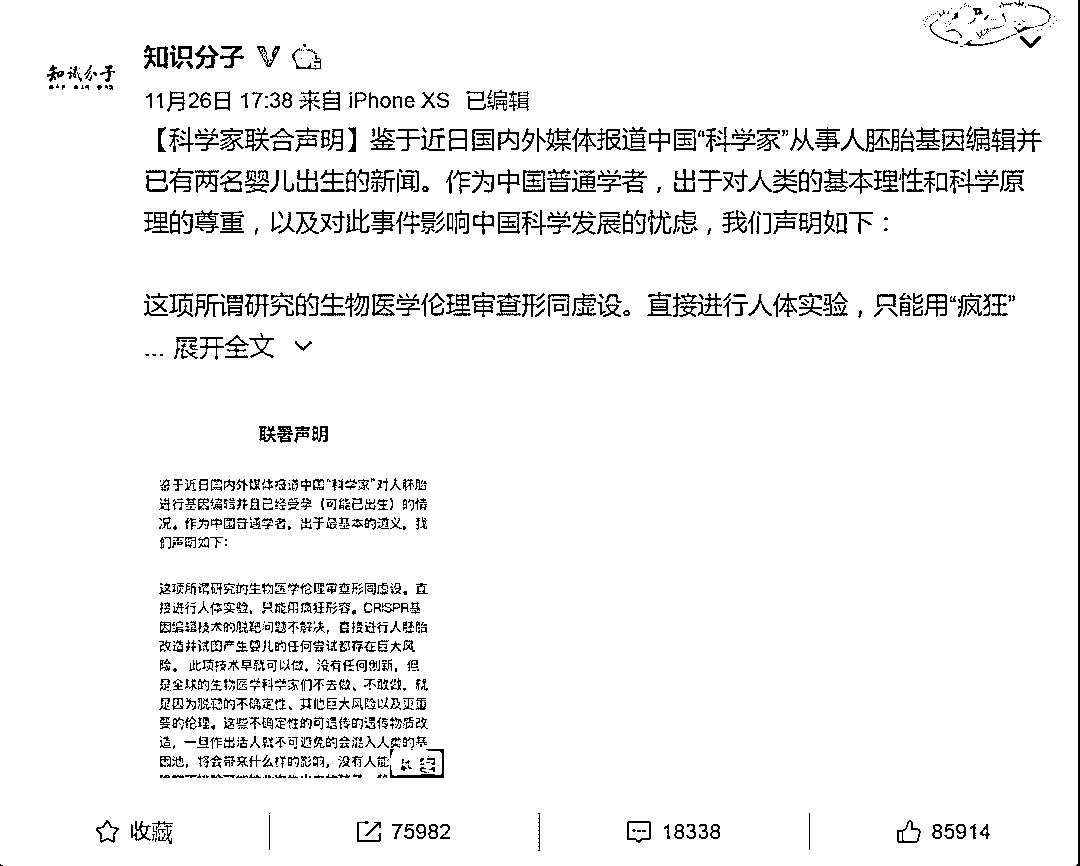 知识分子
知识分子
11月26日 17:38 来自 iPhone XS 已编辑
【科学家联合声明】鉴于近日国内外媒体报道中国“科学家”从事人胚胎基因编辑并
已有两名婴儿出生的新闻。作为中国普通学者，出于对人类的基本理性和科学原
理的尊重，以及对此事件影响中国科学发展的忧虑，我们声明如下：
这项所谓研究的生物医学伦理审查形同虚设。直接进行人体实验，只能用“疯狂”
... 展开全文
联署声明
鉴于近日国内外媒体报道中国“科学家”对人胚胎
进行基因编辑并且已经受孕（可能已出生）的情
况。作为中国普通学者，出于最基本的道义，我
们声明如下：
这项所谓研究的生物医学伦理审查形同虚设。直
接进行人体实验，只能用疯狂形容。CRISPR基
因编辑技术的脱靶问题不解决，直接进行人胚胎
改造并试图产生婴儿的任何尝试都存在巨大风
险。 此项技术早就可以做，没有任何创新，但
是全球的生物医学科学家们不去做、不敢做，就
是因为脱靶的不确定性、其他巨大风险以及更重
要的伦理。这些不确定性的可遗传的遗传物质改
造，一旦作出活人就不可避免的会混入人类的基
因池，将会带来什么样的影响，没有人能
长图
收藏
75982
18338
85914